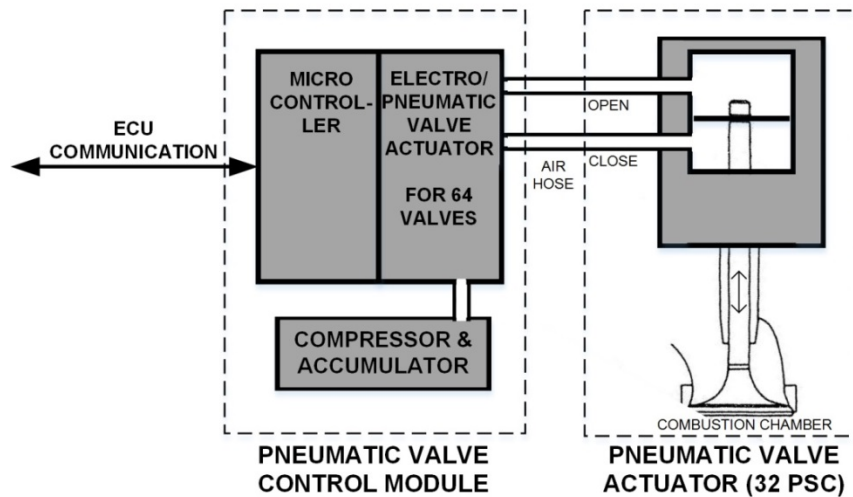 MICRO
CONTROL-
LER
ELECTRO/
PNEUMATIC
VALVE
ACTUATOR
FOR 64
VALVES
ECU
COMMUNICATION
OPEN
CLOSE
AIR
HOSE
COMPRESSOR &
ACCUMULATOR
COMBUSTION CHAMBER
PNEUMATIC VALVE
CONTROL MODULE
PNEUMATIC VALVE
ACTUATOR (32 PSC)